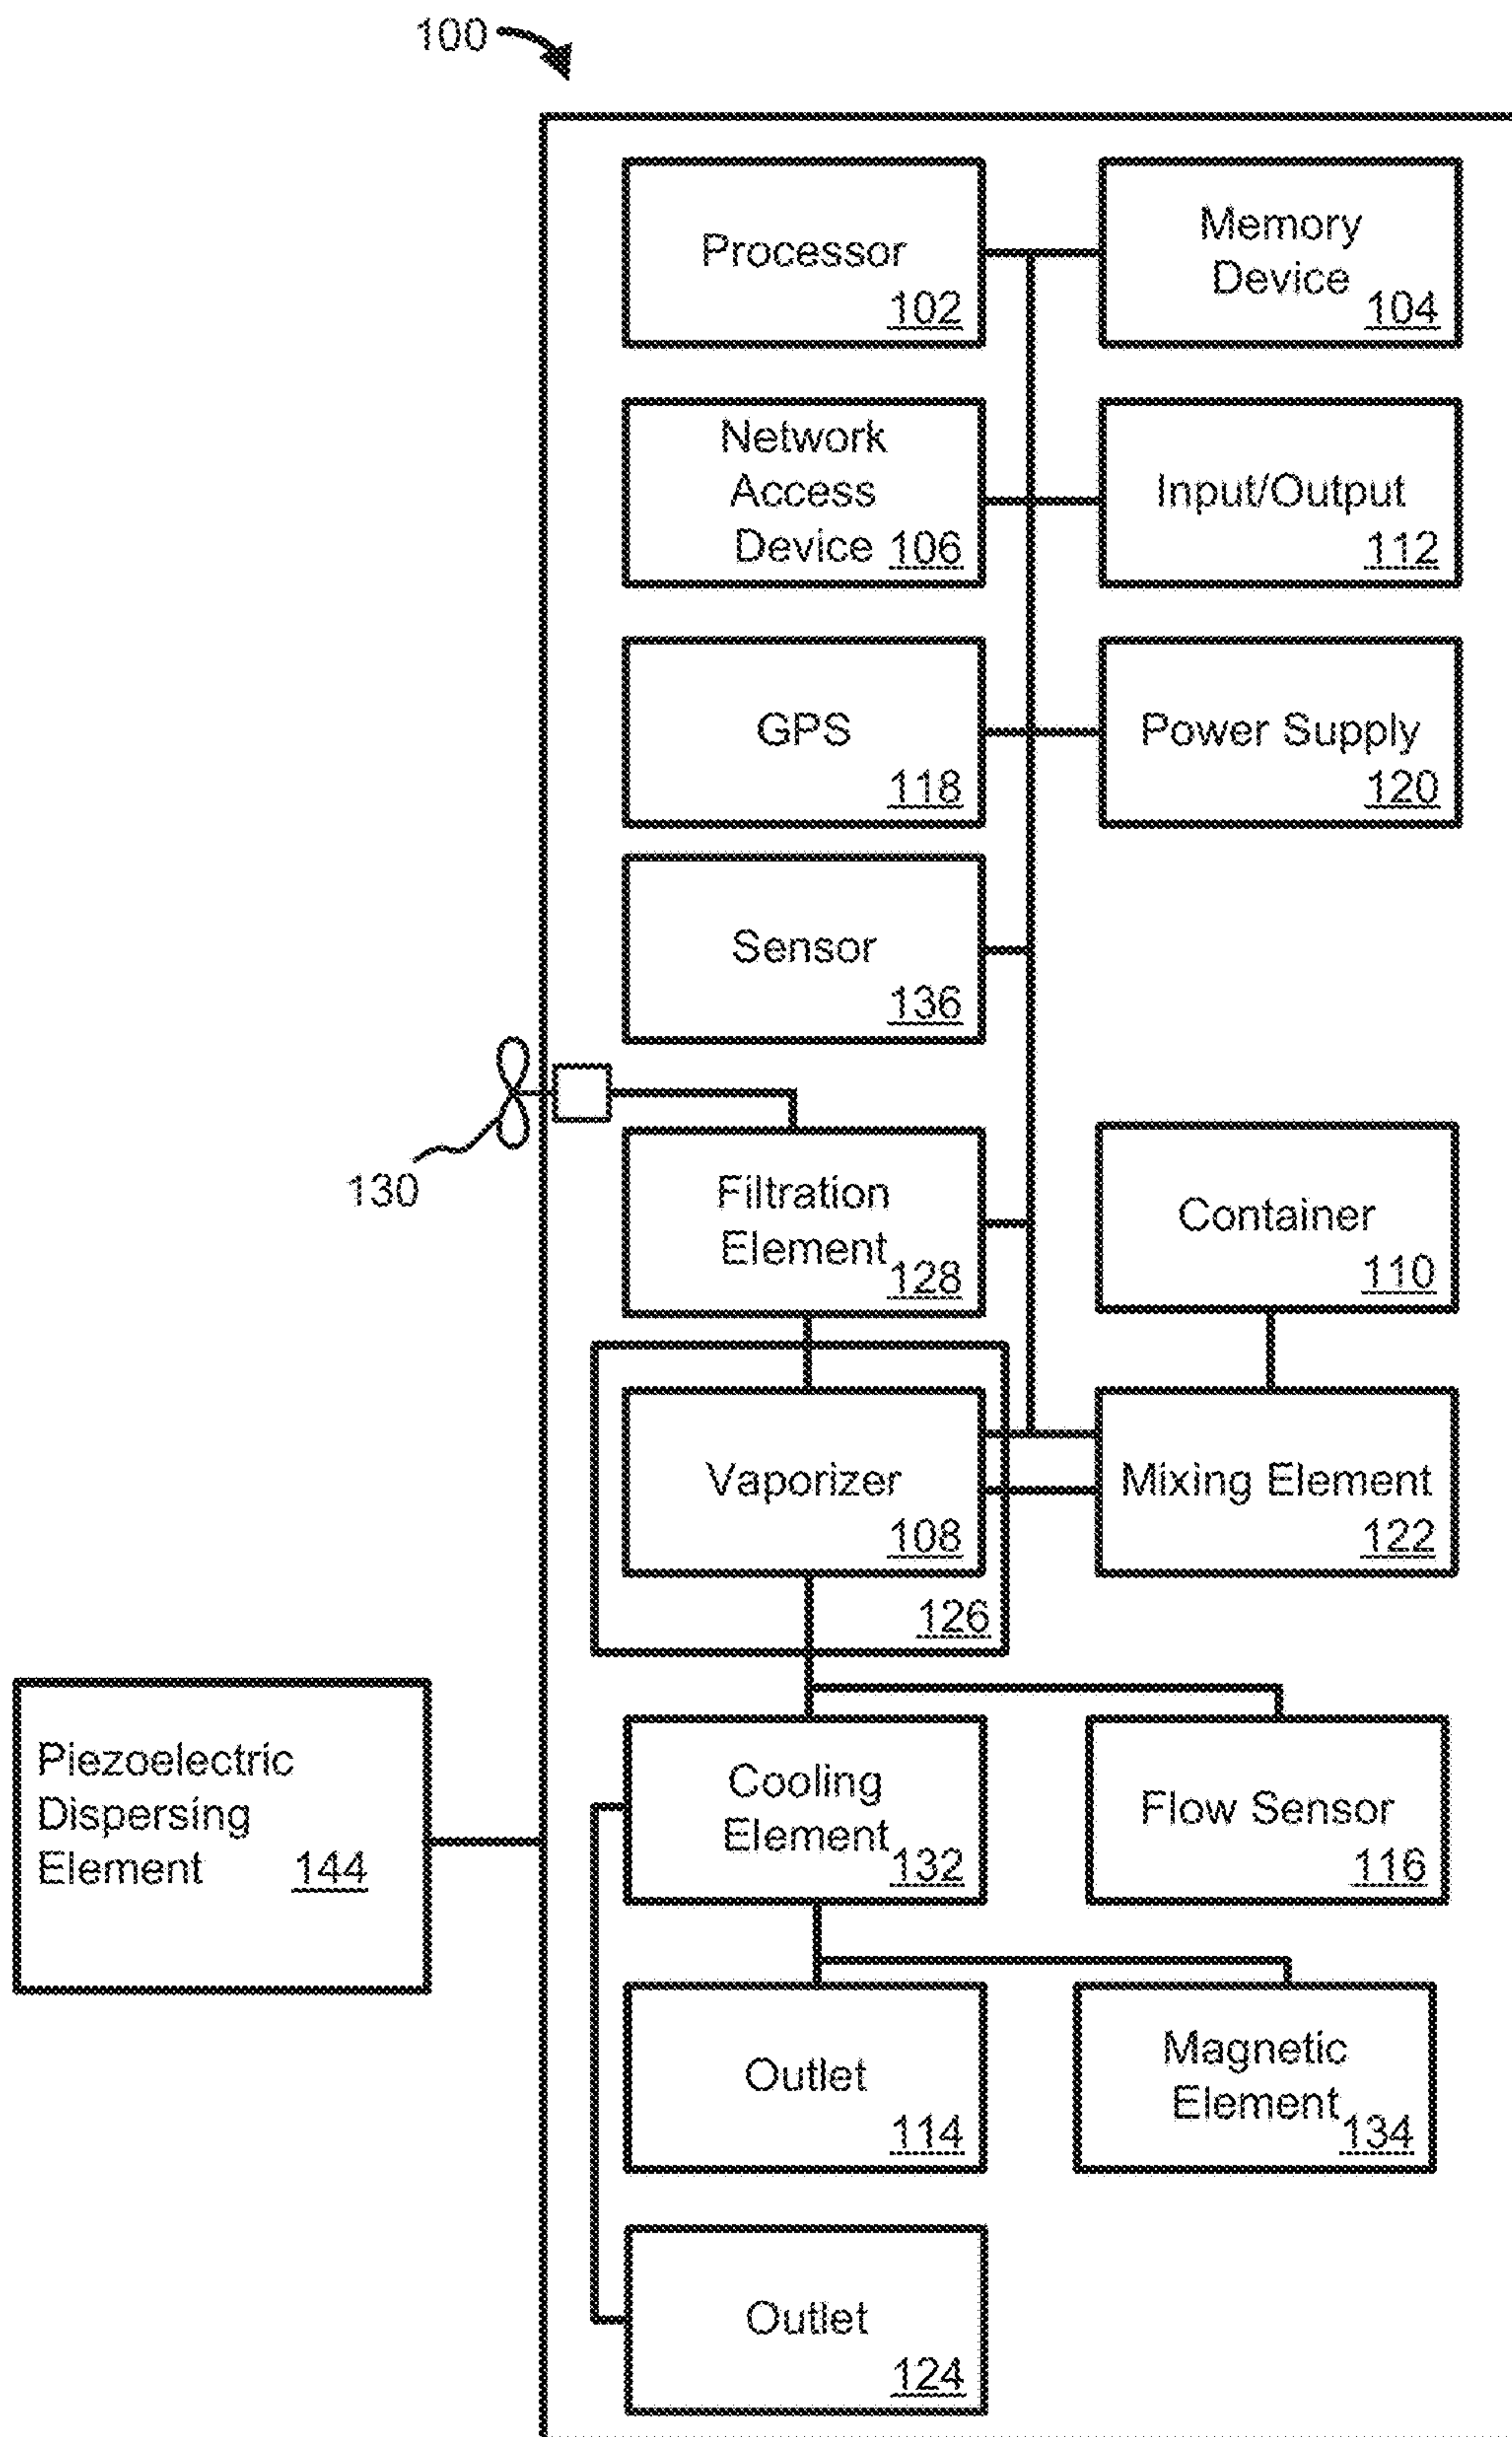 100
Processor
102
Memory
Device
104
Network
Access
Device 106
Input/Output
112
GPS
118
Power Supply
120
Sensor
136
130
Filtration
Element
128
Container
110
Vaporizer
108
Mixing Element
122
126
Piezoelectric
Dispersing
Element 144
Cooling
Element
132
Flow Sensor
116
Outlet
114
Magnetic
Element
134
Outlet
124